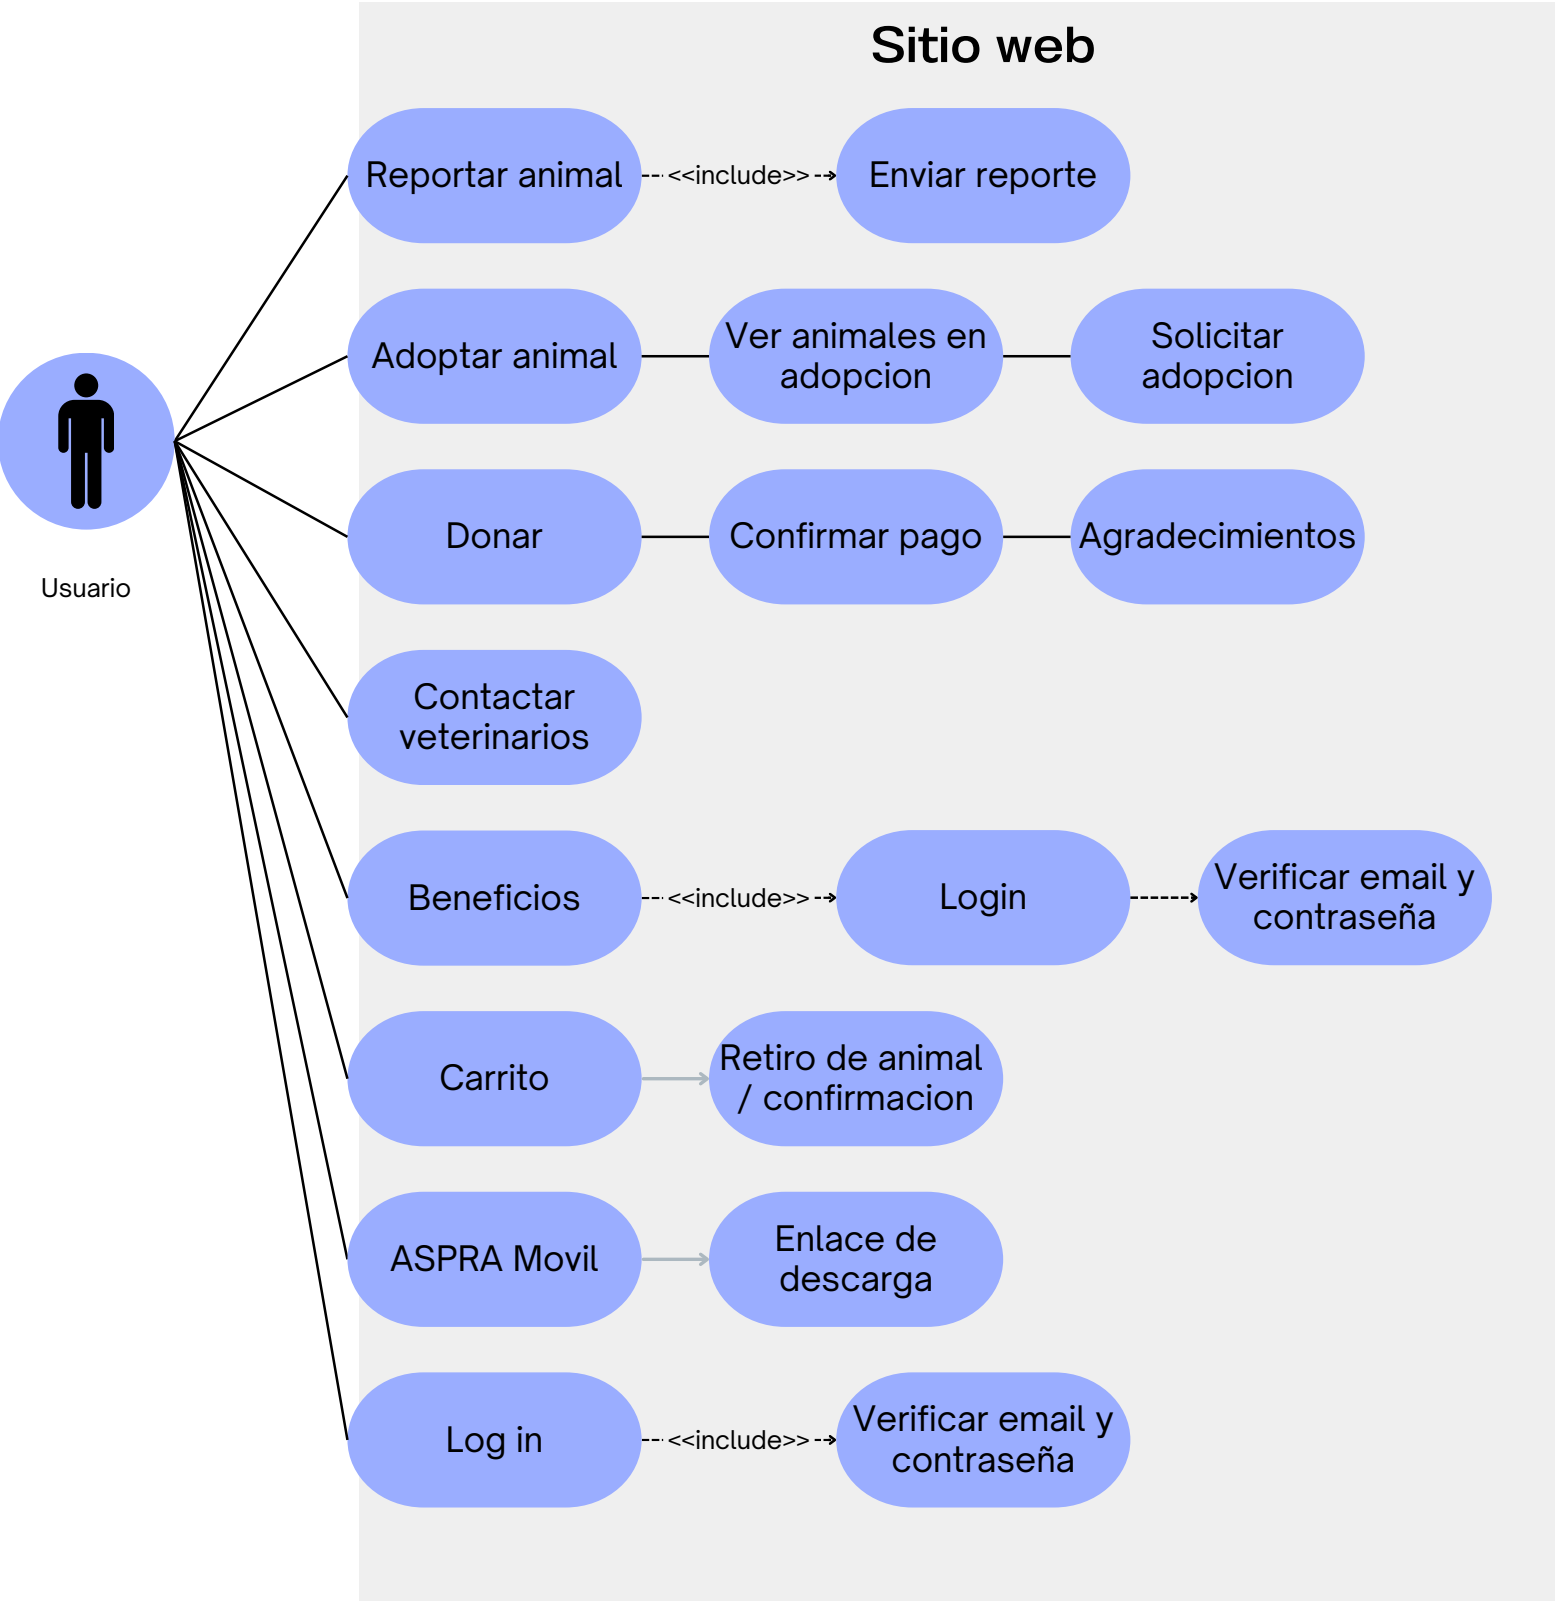 Sitio web
Reportar animal
<<include>>
Enviar reporte
Adoptar animal
Ver animales en
adopcion
Solicitar
adopcion
Donar
Confirmar pago
Agradecimientos
Usuario
Contactar
veterinarios
Beneficios
<<include>>
Login
Verificar email y
contraseña
Carrito
Retiro de animal
/ confirmacion
ASPRA Movil
Enlace de
descarga
Log in
<<include>>
Verificar email y
contraseña